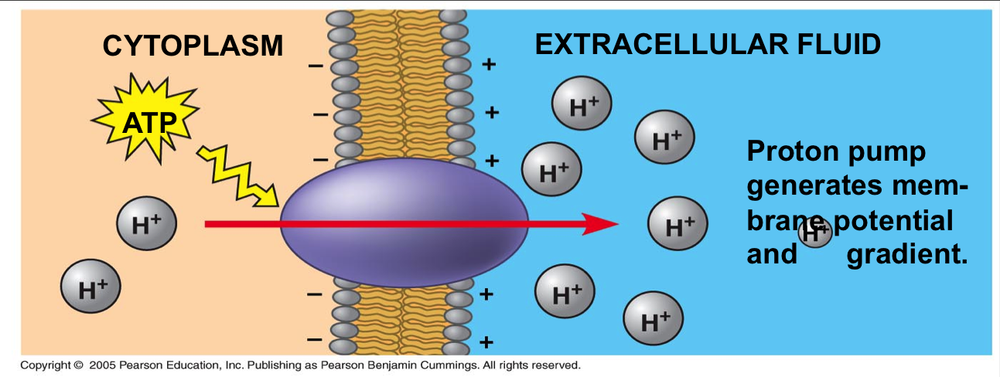 CYTOPLASM
EXTRACELLULAR FLUID
− +
ATP
− +
H⁺
H⁺
− +
H⁺
Proton pump
generates mem-
brane potential
and H⁺ gradient.
H⁺
H⁺
H⁺
− +
H⁺
H⁺
− +
Copyright © 2005 Pearson Education, Inc. Publishing as Pearson Benjamin Cummings. All rights reserved.